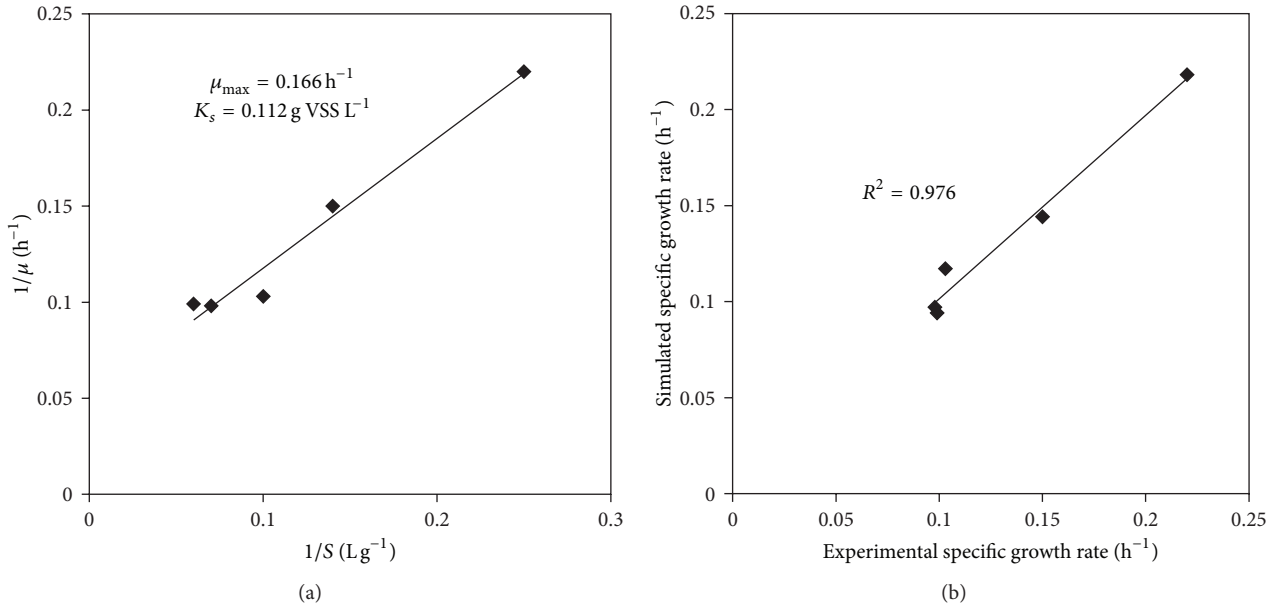 0.25
0.2
0.15
0.1
0.05
0
1/μ (h⁻¹)
μmax = 0.166 h⁻¹
Ks = 0.112 g VSS L⁻¹
0
0.1
0.2
0.3
1/S (L g⁻¹)
(a)
0.25
0.2
0.15
0.1
0.05
0
Simulated specific growth rate (h⁻¹)
R² = 0.976
0
0.05
0.1
0.15
0.2
0.25
Experimental specific growth rate (h⁻¹)
(b)